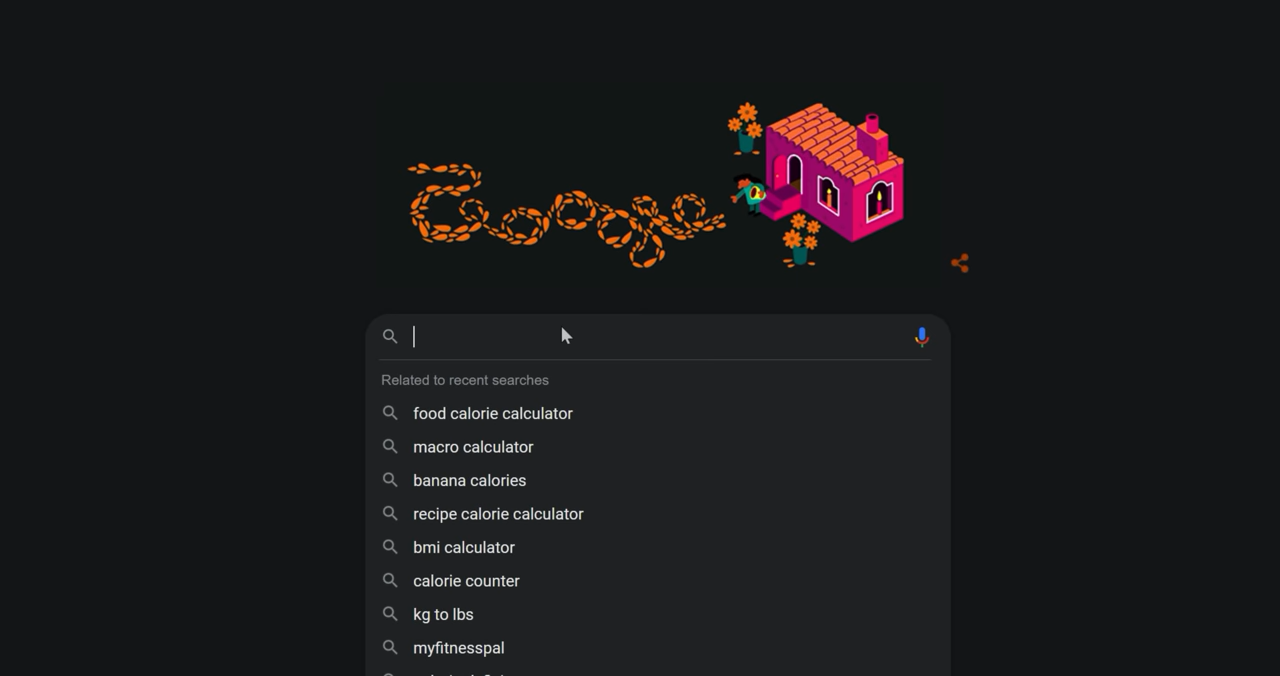 Google
Related to recent searches
food calorie calculator
macro calculator
banana calories
recipe calorie calculator
bmi calculator
calorie counter
kg to lbs
myfitnesspal